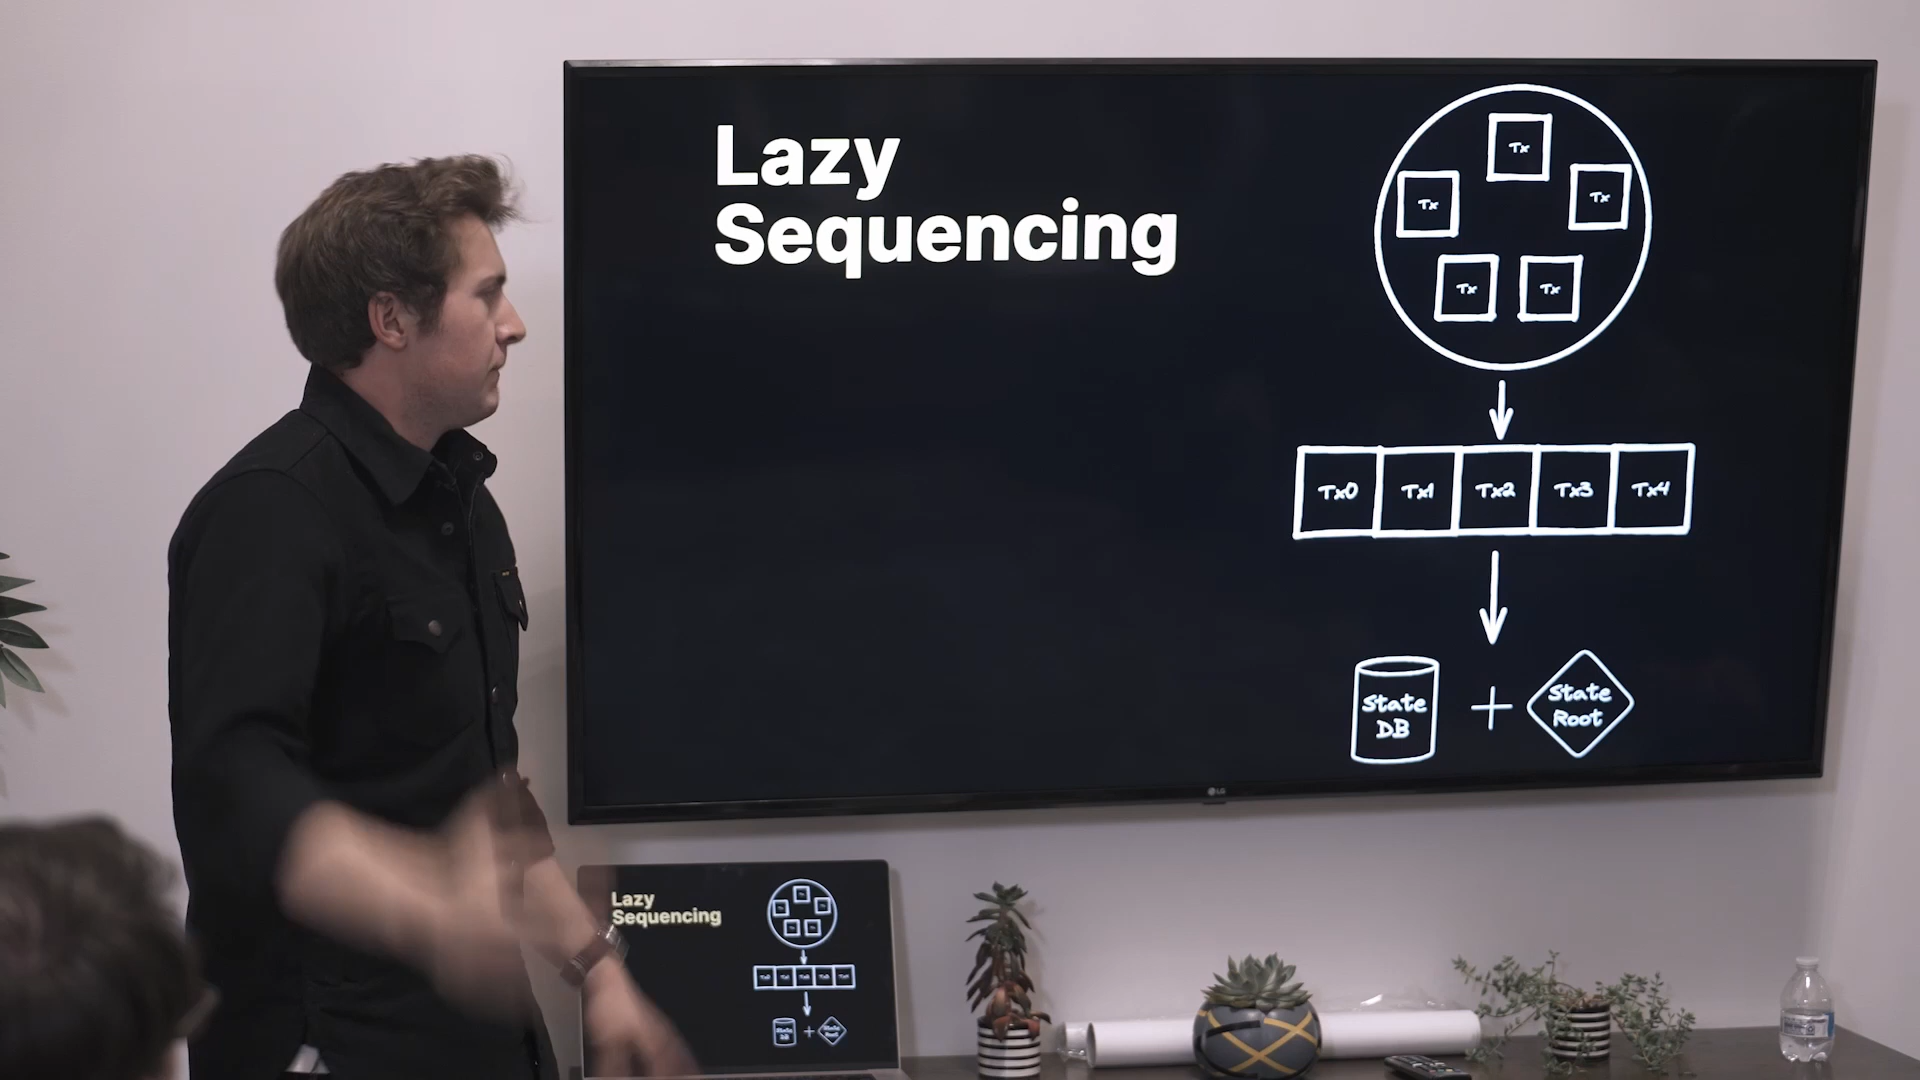 Lazy
Sequencing
Tx
Tx
Tx
Tx
Tx
Tx0 Tx1 Tx2 Tx3 Tx4
State
DB
+
State
Root
LG
Lazy
Sequencing